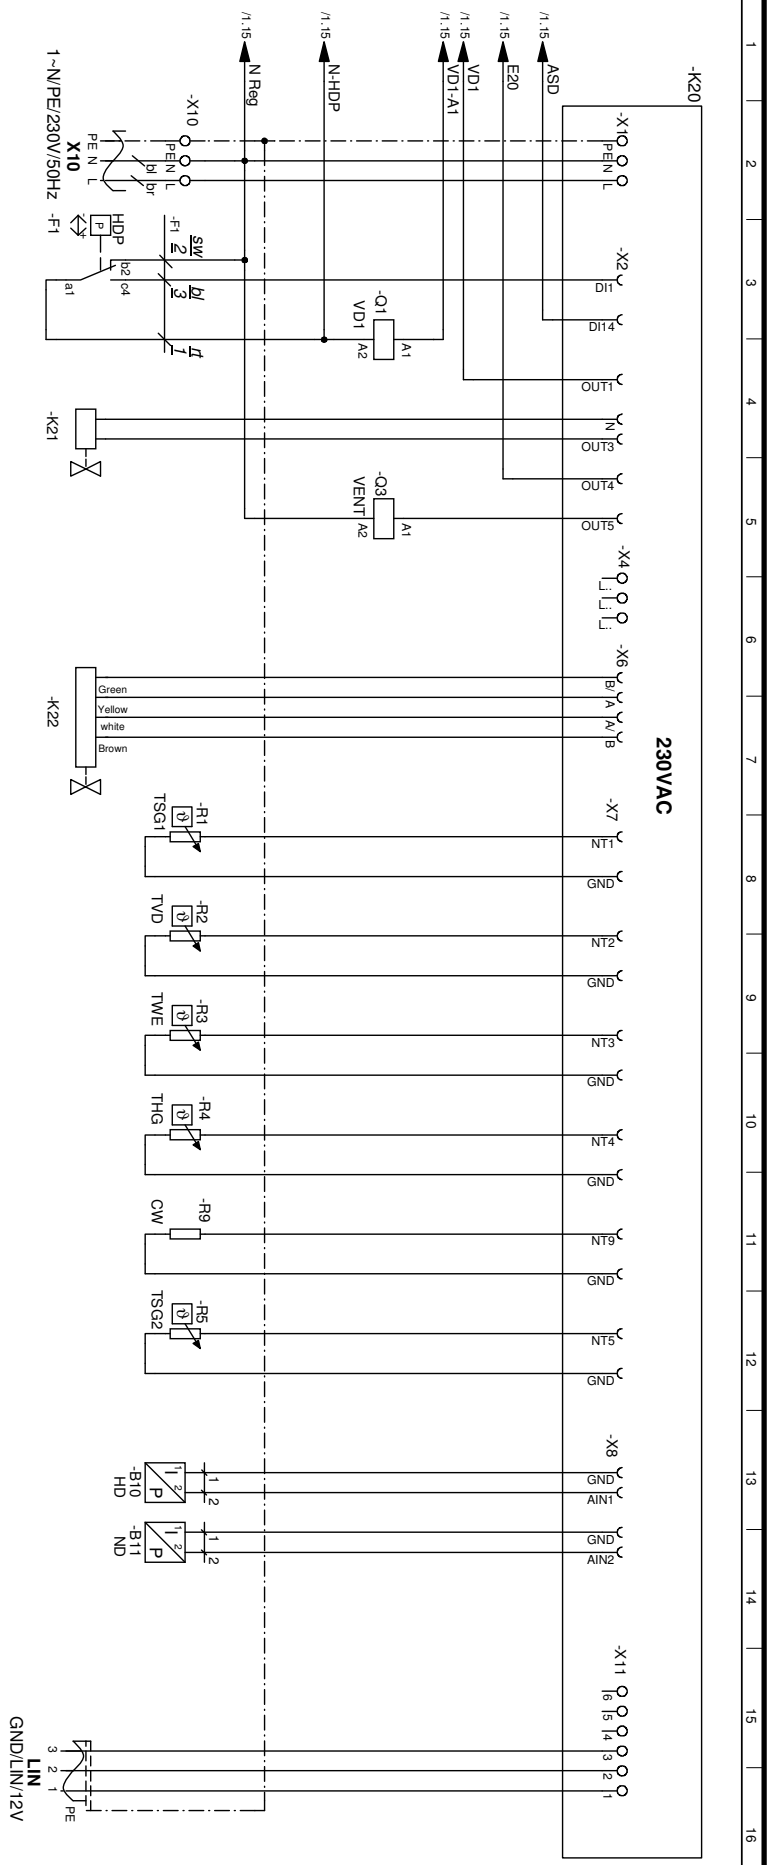 1
2
3
4
5
6
7
8
9
10
11
12
13
14
15
16
-K20
230VAC
-X1
PE
N
L
-X2
DI1
DI14
OUT1
N
OUT3
OUT4
OUT5
-X4
L
L
L
-X6
B/
A
A/
B
-X7
NT1
GND
NT2
GND
NT3
GND
NT4
GND
NT9
GND
NT5
GND
-X8
GND
AIN1
GND
AIN2
-X11
6
5
4
3
2
1
/1.15 ASD
/1.15 E20
/1.15 VD1
/1.15 VD1-A1
/1.15 N-HDP
/1.15 N Reg
-Q1
VD1
A1
A2
-Q3
VENT
A1
A2
-X10
PE
N
L
bl
br
PE N L
X10
1~N/PE/230V/50Hz
-F1
sw
2
bl
3
rt
1
HDP
P
b2
c4
a1
-F1
-K21
Green
Yellow
white
Brown
-K22
-R1
ϑ
TSG1
-R2
ϑ
TVD
-R3
ϑ
TWE
-R4
ϑ
THG
-R9
CW
-R5
ϑ
TSG2
1
2
1
2
I
P
-B10
HD
1
2
1
2
I
P
-B11
ND
3
2
1
PE
LIN
GND/LIN/12V